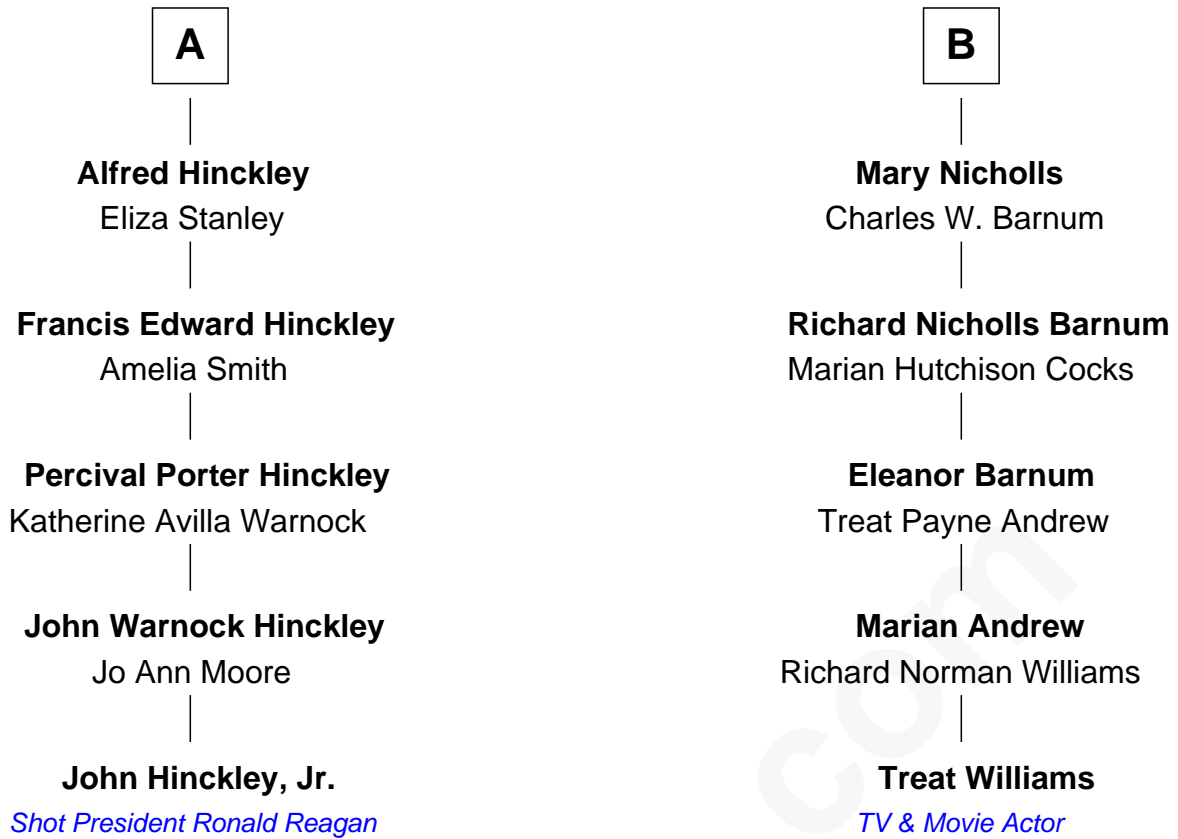 A
Alfred Hinckley
Eliza Stanley
Francis Edward Hinckley
Amelia Smith
Percival Porter Hinckley
Katherine Avilla Warnock
John Warnock Hinckley
Jo Ann Moore
John Hinckley, Jr.
Shot President Ronald Reagan
B
Mary Nicholls
Charles W. Barnum
Richard Nicholls Barnum
Marian Hutchison Cocks
Eleanor Barnum
Treat Payne Andrew
Marian Andrew
Richard Norman Williams
Treat Williams
TV & Movie Actor
com